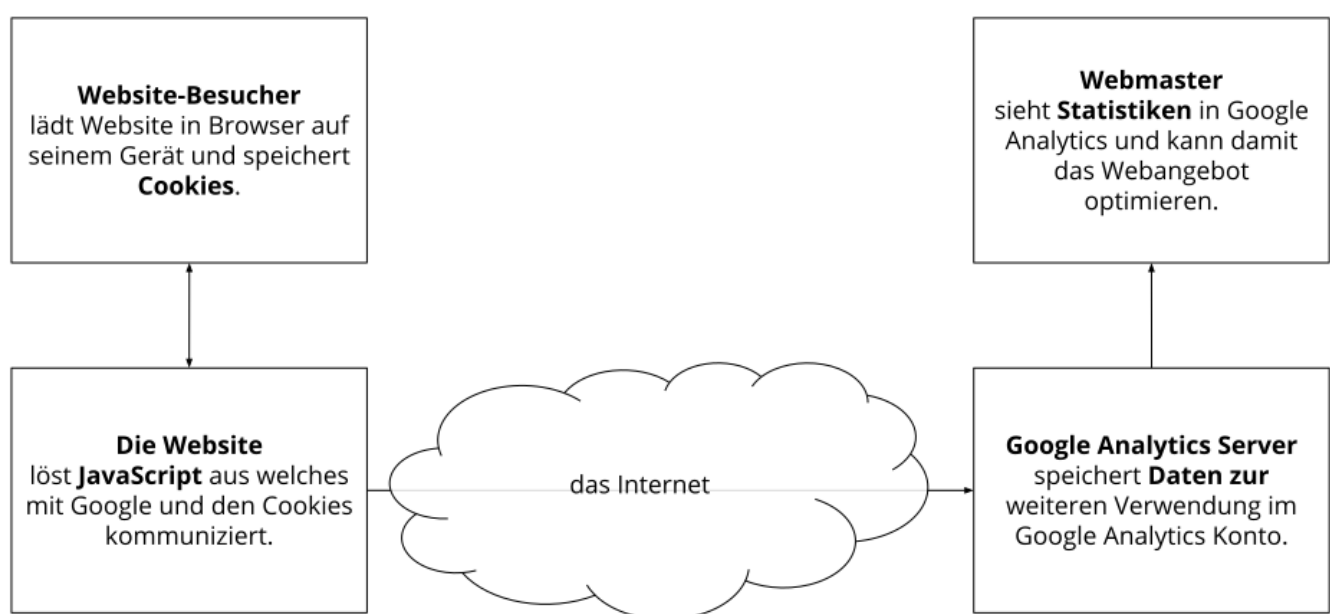 Website-Besucher
lädt Website in Browser auf
seinem Gerät und speichert
Cookies.
Webmaster
sieht Statistiken in Google
Analytics und kann damit
das Webangebot
optimieren.
Die Website
löst JavaScript aus welches
mit Google und den Cookies
kommuniziert.
das Internet
Google Analytics Server
speichert Daten zur
weiteren Verwendung im
Google Analytics Konto.